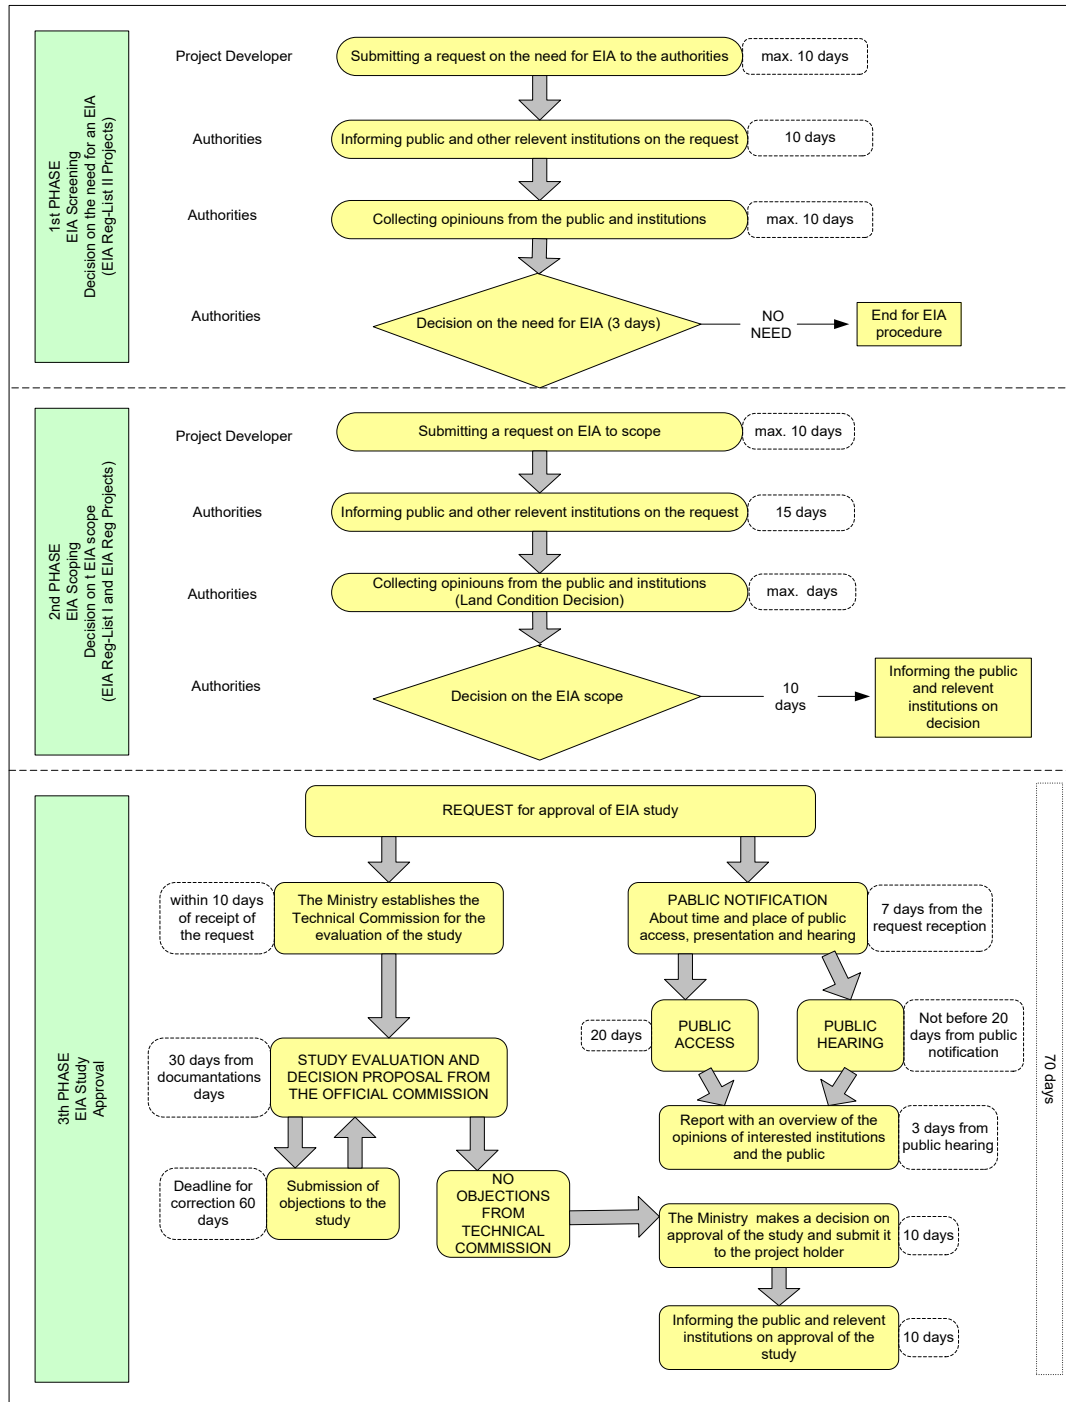 1st PHASE
EIA Screening
Decision on the need for an EIA
(EIA Reg-List II Projects)
Project Developer
Submitting a request on the need for EIA to the authorities
max. 10 days
Authorities
Informing public and other relevent institutions on the request
10 days
Authorities
Collecting opiniouns from the public and institutions
max. 10 days
Authorities
Decision on the need for EIA (3 days)
NO
NEED
End for EIA
procedure
2nd PHASE
EIA Scoping
Decision on t EIA scope
(EIA Reg-List I and EIA Reg Projects)
Project Developer
Submitting a request on EIA to scope
max. 10 days
Authorities
Informing public and other relevent institutions on the request
15 days
Authorities
Collecting opiniouns from the public and institutions
(Land Condition Decision)
max. days
Authorities
Decision on the EIA scope
10
days
Informing the public
and relevent
institutions on
decision
3th PHASE
EIA Study
Approval
REQUEST for approval of EIA study
within 10 days
of receipt of
the request
The Ministry establishes the
Technical Commission for the
evaluation of the study
PABLIC NOTIFICATION
About time and place of public
access, presentation and hearing
7 days from the
request reception
20 days
PUBLIC
ACCESS
PUBLIC
HEARING
Not before 20
days from public
notification
30 days from
documantations
days
STUDY EVALUATION AND
DECISION PROPOSAL FROM
THE OFFICIAL COMMISSION
Report with an overview of the
opinions of interested institutions
and the public
3 days from
public hearing
Deadline for
correction 60
days
Submission of
objections to the
study
NO
OBJECTIONS
FROM
TECHNICAL
COMMISSION
The Ministry makes a decision on
approval of the study and submit it
to the project holder
10 days
Informing the public and relevent
institutions on approval of the
study
10 days
70 days